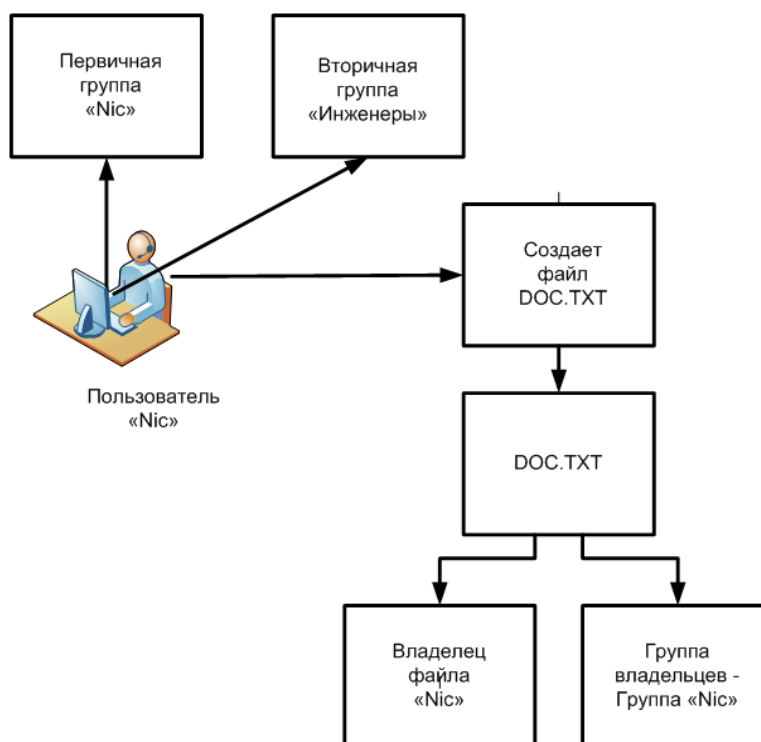 Первичная
группа
«Nic»
Вторичная
группа
«Инженеры»
Создает
файл
DOC.TXT
Пользователь
«Nic»
DOC.TXT
Владелец
файла
«Nic»
Группа
владельцев -
Группа «Nic»